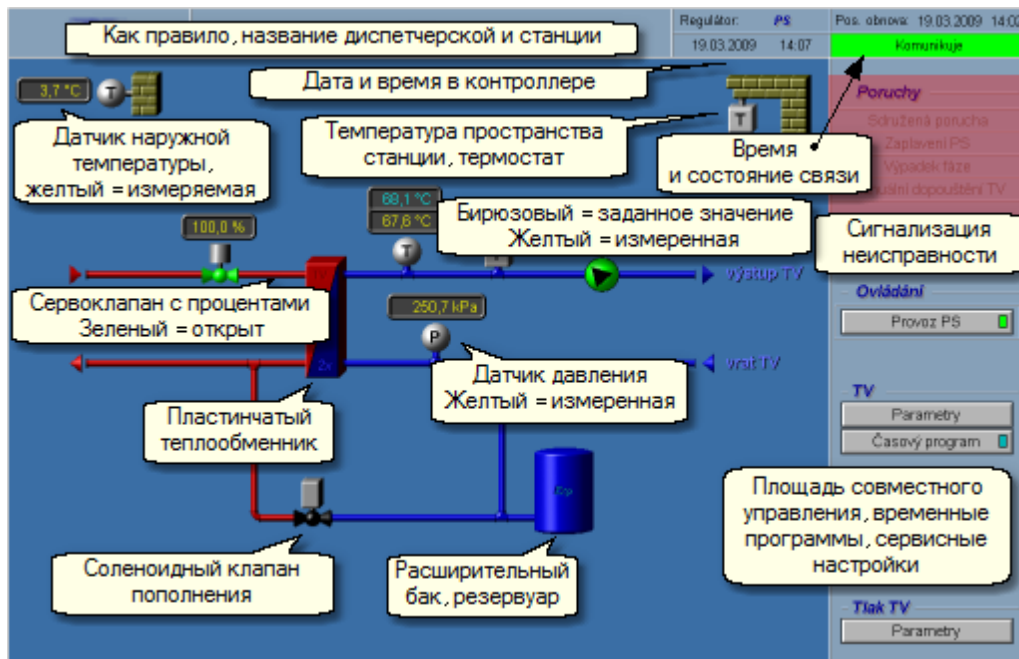 Как правило, название диспетчерской и станции
Regulátor: PS
Pos. obnova: 19.03.2009 14:02
19.03.2009 14:07
Komunikuje
Дата и время в контроллере
3,7 °C
T
Датчик наружной
температуры,
желтый = измеряемая
Температура пространства
станции, термостат
T
Время
и состояние связи
Poruchy
Sdružená porucha
Zaplavení PS
Výpadek fáze
dopouštění TV
Сигнализация
неисправности
100,0 %
68,1 °C
67,6 °C
T
Бирюзовый = заданное значение
Желтый = измеренная
výstup TV
Сервоклапан с процентами
Зеленый = открыт
250,7 kPa
P
Датчик давления
Желтый = измеренная
vrat TV
2x
Пластинчатый
теплообменник
Ovládání
Provoz PS
TV
Parametry
Časový program
Площадь совместного
управления, временные
программы, сервисные
настройки
Соленоидный клапан
пополнения
Расширительный
бак, резервуар
Tlak TV
Parametry